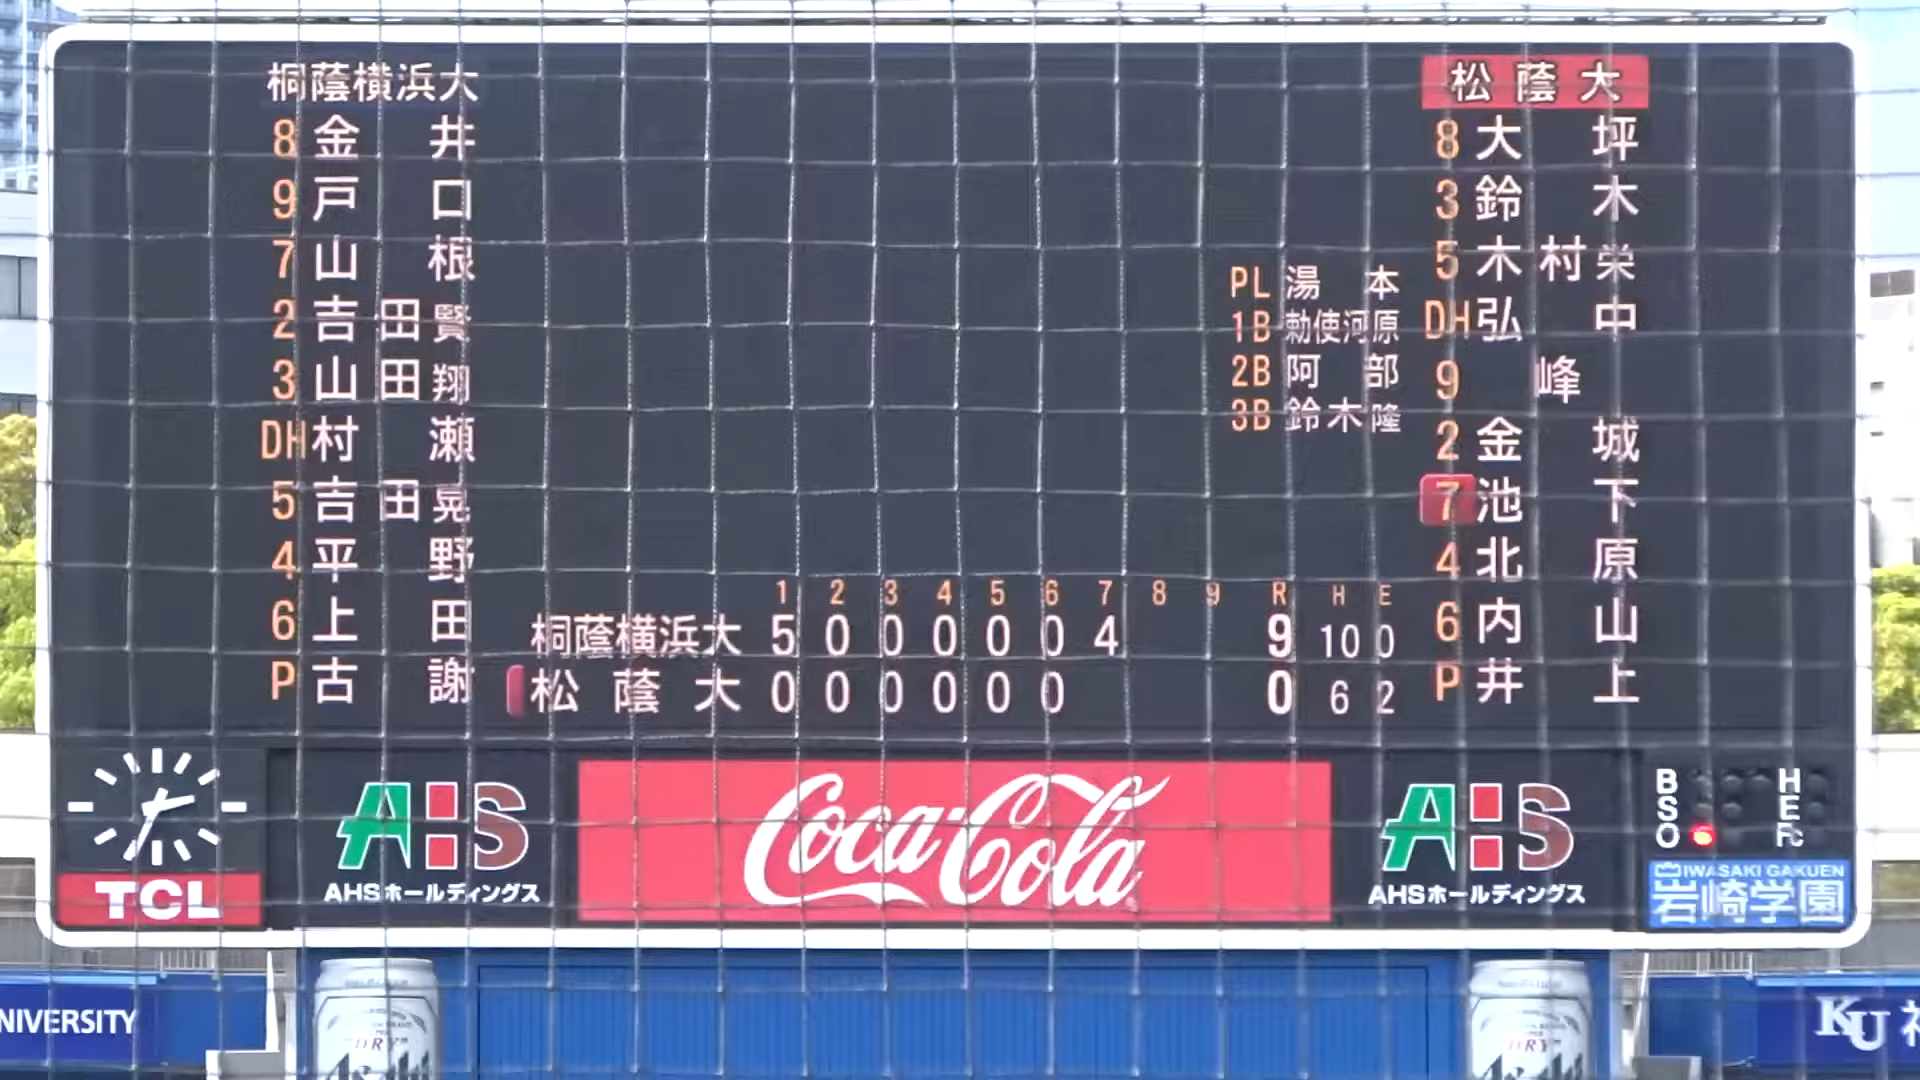 桐蔭横浜大
8 金井
9 戸口
7 山根
2 吉田賢
3 山田翔
DH 村瀬
5 吉田晃
4 平野
6 上田
P 古謝
PL 湯本
1B 勅使河原
2B 阿部
3B 鈴木隆
松蔭大
8 大坪
3 鈴木
5 木村栄
DH 弘中
9 峰
2 金城
7 池下
4 北原
6 内山
P 井上
1 2 3 4 5 6 7 8 9 R H E
桐蔭横浜大 5 0 0 0 0 0 4 9 10 0
松蔭大 0 0 0 0 0 0 0 6 2
TCL
AHS
AHSホールディングス
Coca-Cola
AHS
AHSホールディングス
B H
S E
O Fc
IWASAKI GAKUEN
岩崎学園
NIVERSITY
DRY
DRY
KU 神